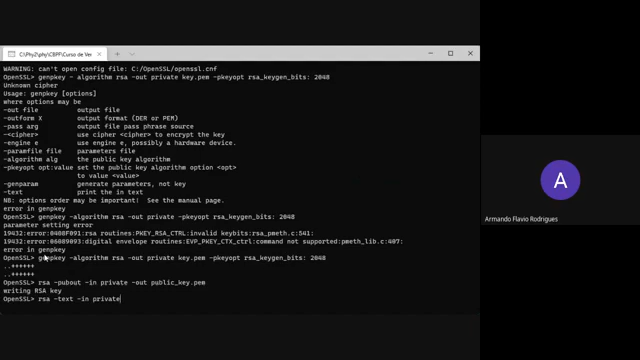 C:\Phy2\phy\CBPF\Curso de Ver
WARNING: can't open config file: C:/OpenSSL/openssl.cnf
OpenSSL> genpkey - algorithm rsa -out private key.pem -pkeyopt rsa_keygen_bits: 2048
Unknown cipher
Usage: genpkey [options]
where options may be
-out file output file
-outform X output format (DER or PEM)
-pass arg output file pass phrase source
-<cipher> use cipher <cipher> to encrypt the key
-engine e use engine e, possibly a hardware device.
-paramfile file parameters file
-algorithm alg the public key algorithm
-pkeyopt opt:value set the public key algorithm option <opt>
to value <value>
-genparam generate parameters, not key
-text print the in text
NB: options order may be important! See the manual page.
error in genpkey
OpenSSL> genpkey -algorithm rsa -out private -pkeyopt rsa_keygen_bits: 2048
parameter setting error
19432:error:0408F091:rsa routines:PKEY_RSA_CTRL:invalid keybits:rsa_pmeth.c:541:
19432:error:06089093:digital envelope routines:EVP_PKEY_CTX_ctrl:command not supported:pmeth_lib.c:407:
error in genpkey
OpenSSL> genpkey -algorithm rsa -out private key.pem -pkeyopt rsa_keygen_bits: 2048
..++++++
..++++++
OpenSSL> rsa -pubout -in private -out public_key.pem
writing RSA key
OpenSSL> rsa -text -in private
A
Armando Flavio Rodrigues